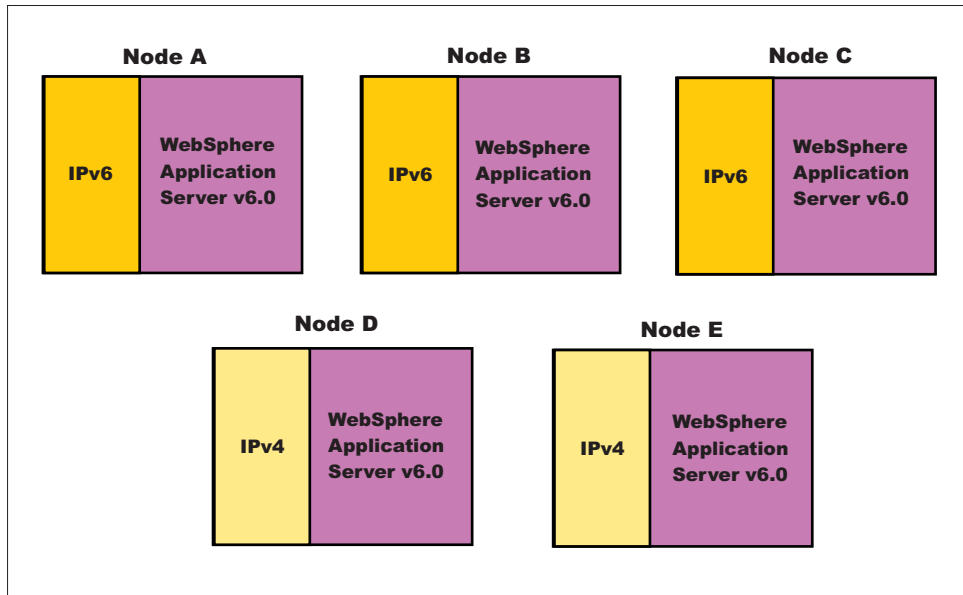 Node A
IPv6
WebSphere
Application
Server v6.0
Node B
IPv6
WebSphere
Application
Server v6.0
Node C
IPv6
WebSphere
Application
Server v6.0
Node D
IPv4
WebSphere
Application
Server v6.0
Node E
IPv4
WebSphere
Application
Server v6.0